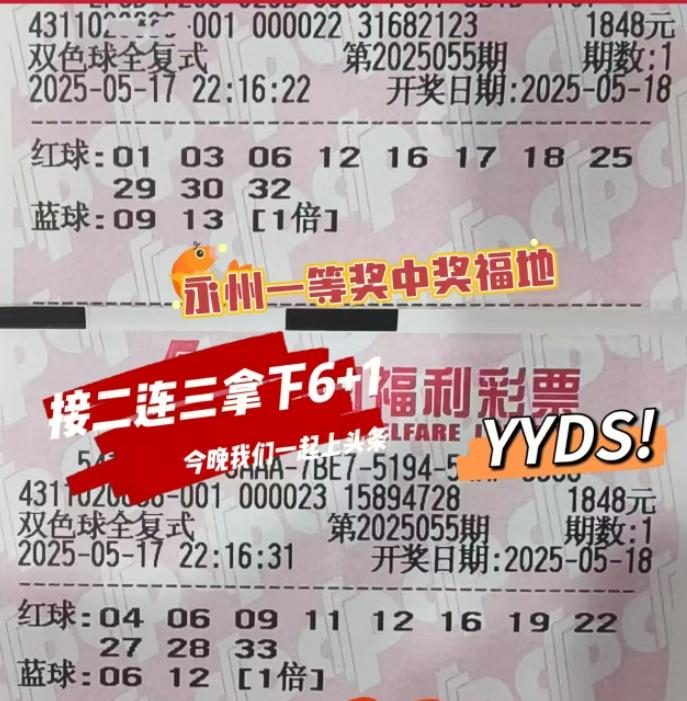 431102 -001 000022 31682123 1848元
双色球全复式 第2025055期 期数:1
2025-05-17 22:16:22 开奖日期:2025-05-18
红球:01 03 06 12 16 17 18 25
29 30 32
蓝球:09 13 [1倍]
永州一等奖中奖福地
接二连三拿下6+1
福利彩票
今晚我们一起上头条
YYDS!
AAA-7BE7-5194-
-001 000023 15894728 1848元
双色球全复式 第2025055期 期数:1
2025-05-17 22:16:31 开奖日期:2025-05-18
红球:04 06 09 11 12 16 19 22
27 28 33
蓝球:06 12 [1倍]